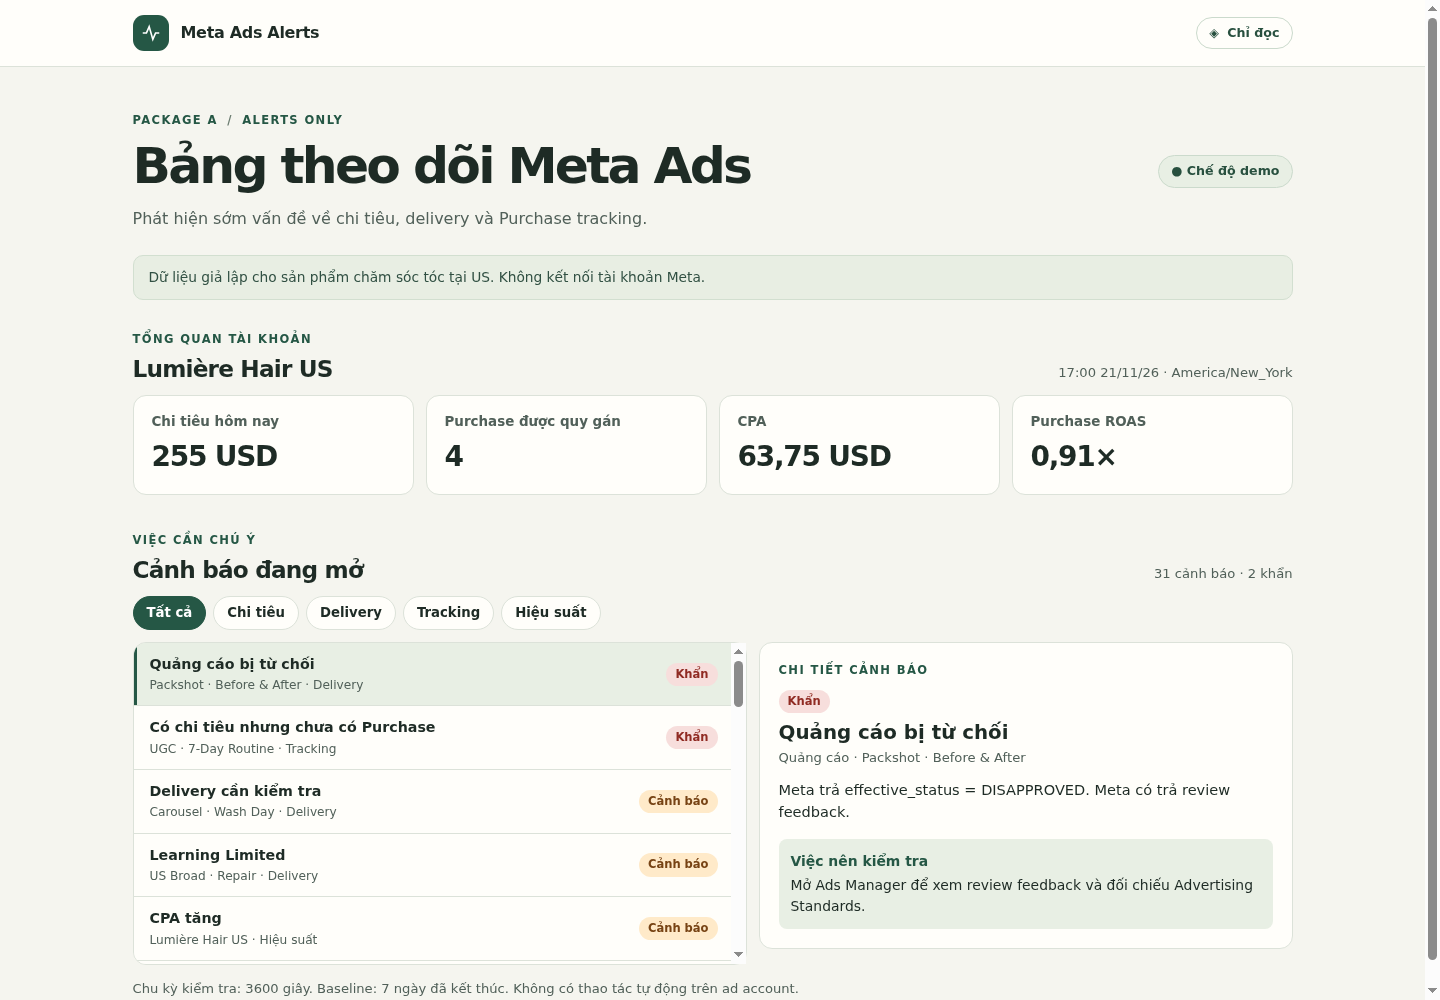 Meta Ads Alerts
◈ Chỉ đọc
PACKAGE A / ALERTS ONLY
Bảng theo dõi Meta Ads
● Chế độ demo
Phát hiện sớm vấn đề về chi tiêu, delivery và Purchase tracking.
Dữ liệu giả lập cho sản phẩm chăm sóc tóc tại US. Không kết nối tài khoản Meta.
TỔNG QUAN TÀI KHOẢN
Lumière Hair US
17:00 21/11/26 · America/New_York
Chi tiêu hôm nay
255 USD
Purchase được quy gán
4
CPA
63,75 USD
Purchase ROAS
0,91×
VIỆC CẦN CHÚ Ý
Cảnh báo đang mở
31 cảnh báo · 2 khẩn
Tất cả
Chi tiêu
Delivery
Tracking
Hiệu suất
Quảng cáo bị từ chối
Packshot · Before & After · Delivery
Khẩn
Có chi tiêu nhưng chưa có Purchase
UGC · 7-Day Routine · Tracking
Khẩn
Delivery cần kiểm tra
Carousel · Wash Day · Delivery
Cảnh báo
Learning Limited
US Broad · Repair · Delivery
Cảnh báo
CPA tăng
Lumière Hair US · Hiệu suất
Cảnh báo
CHI TIẾT CẢNH BÁO
Khẩn
Quảng cáo bị từ chối
Quảng cáo · Packshot · Before & After
Meta trả effective_status = DISAPPROVED. Meta có trả review
feedback.
Việc nên kiểm tra
Mở Ads Manager để xem review feedback và đối chiếu Advertising
Standards.
Chu kỳ kiểm tra: 3600 giây. Baseline: 7 ngày đã kết thúc. Không có thao tác tự động trên ad account.